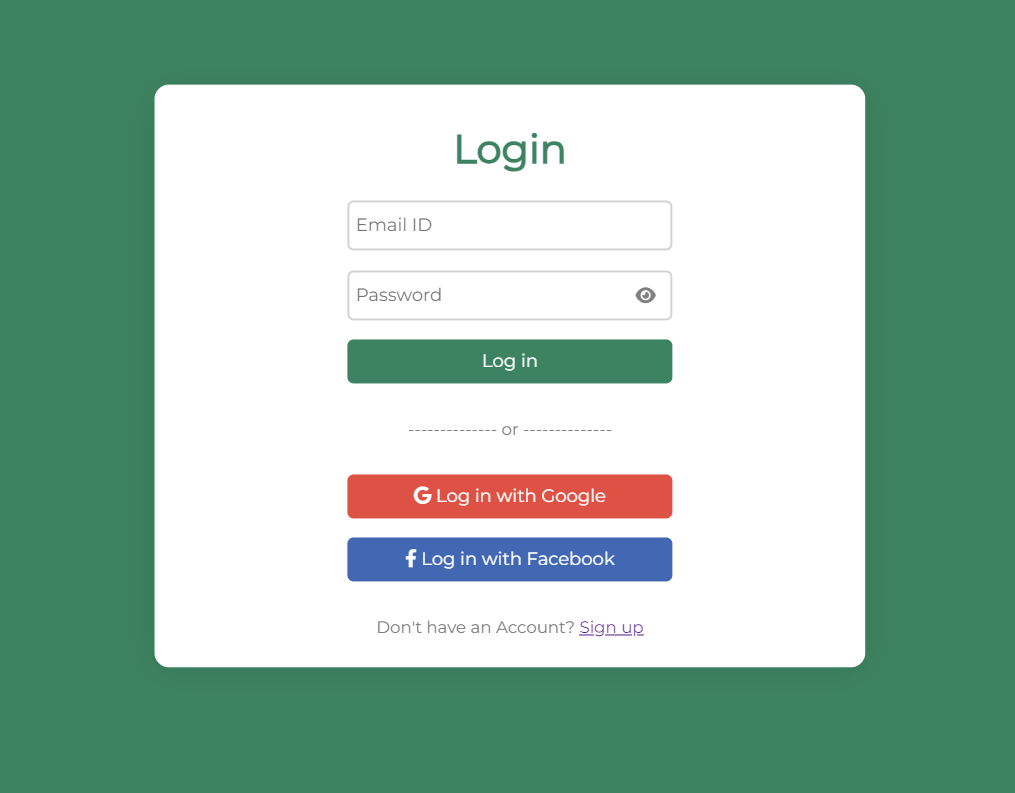 Login
Email ID
Password
Log in
-------------- or --------------
Log in with Google
Log in with Facebook
Don't have an Account? Sign up